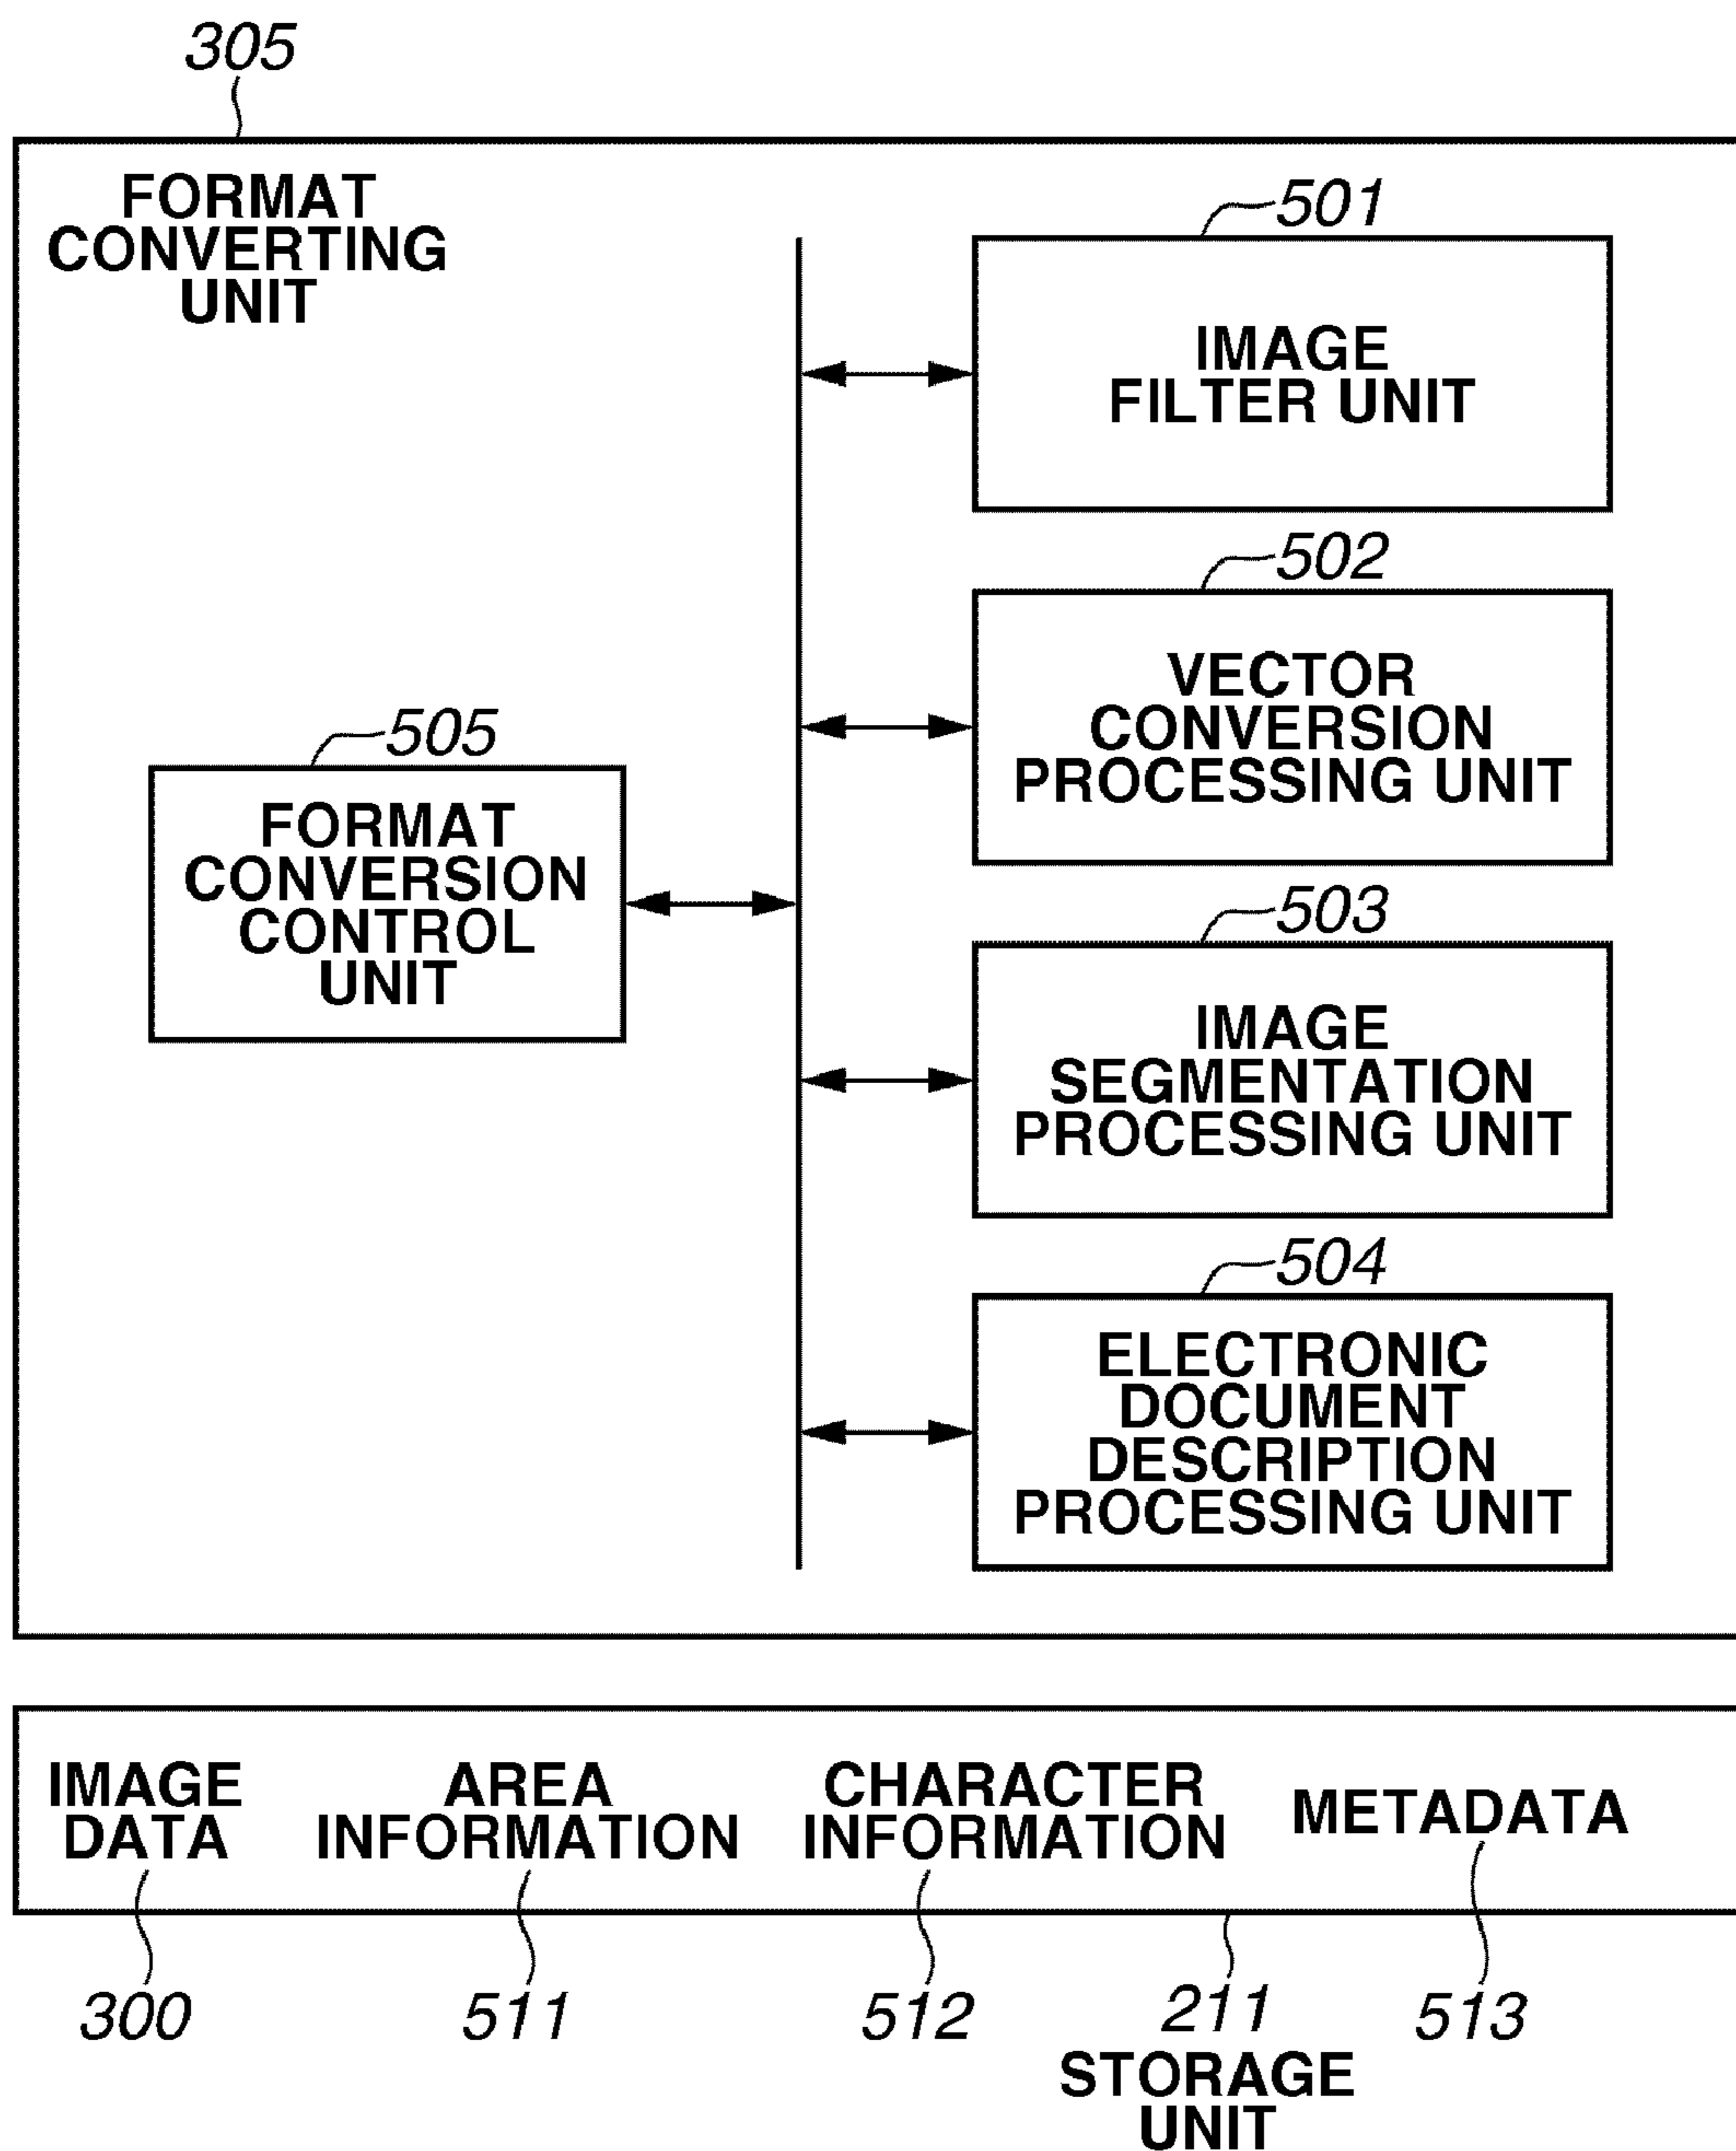 305
FORMAT
CONVERTING
UNIT
501
IMAGE
FILTER UNIT
502
VECTOR
CONVERSION
PROCESSING UNIT
505
FORMAT
CONVERSION
CONTROL
UNIT
503
IMAGE
SEGMENTATION
PROCESSING UNIT
504
ELECTRONIC
DOCUMENT
DESCRIPTION
PROCESSING UNIT
IMAGE
DATA
AREA
INFORMATION
CHARACTER
INFORMATION
METADATA
300
511
512
211
STORAGE
UNIT
513